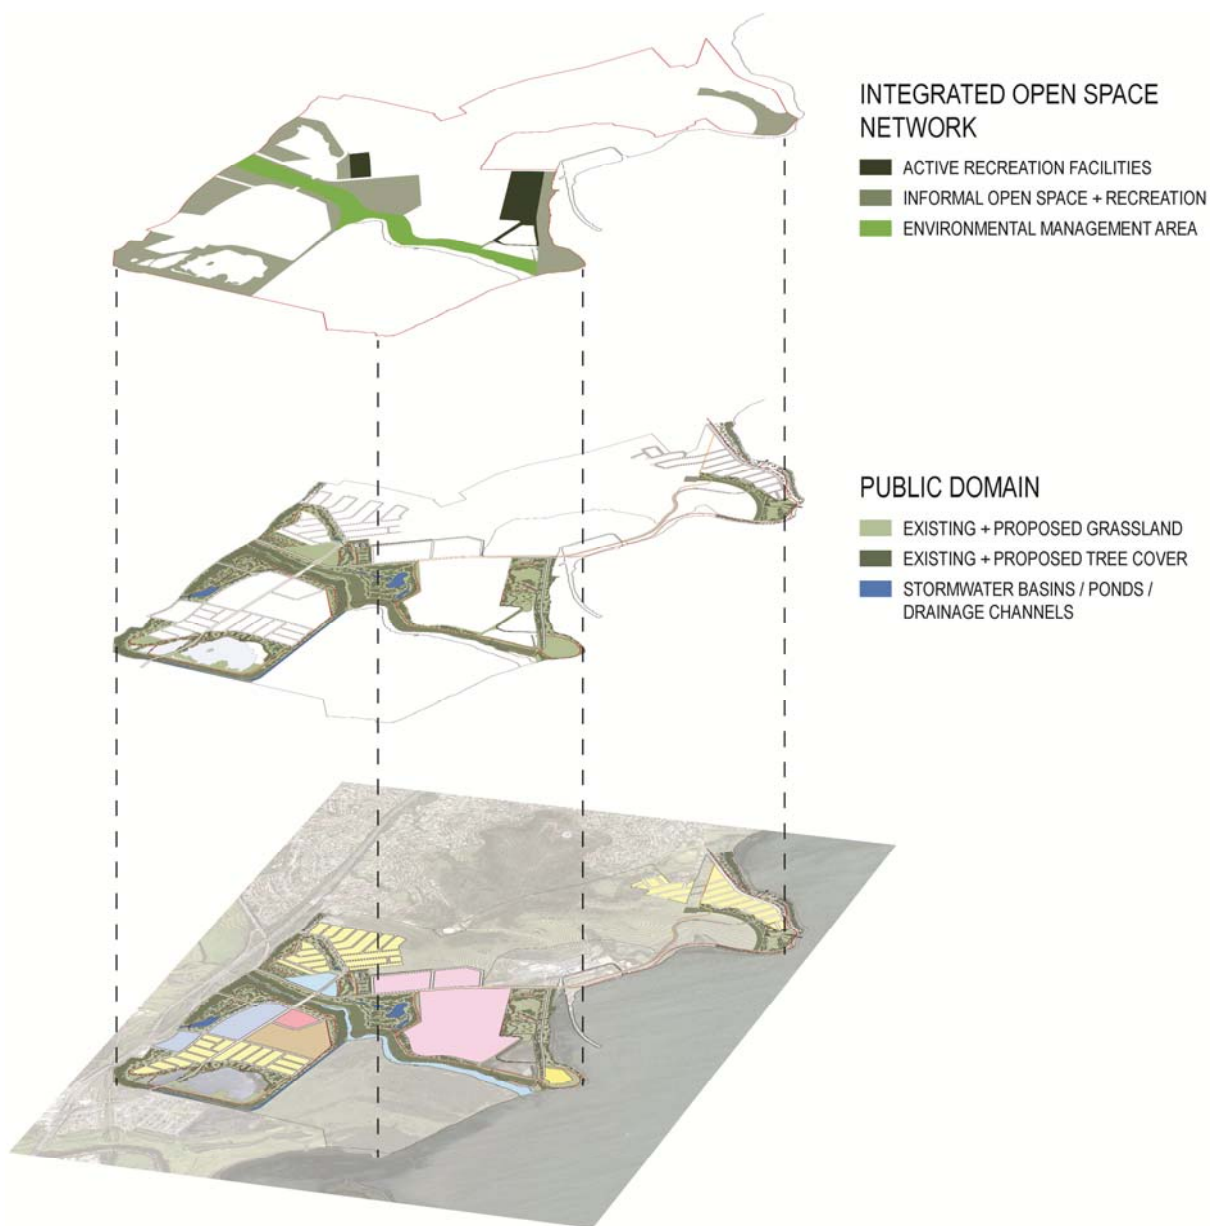 INTEGRATED OPEN SPACE
NETWORK
ACTIVE RECREATION FACILITIES
INFORMAL OPEN SPACE + RECREATION
ENVIRONMENTAL MANAGEMENT AREA
PUBLIC DOMAIN
EXISTING + PROPOSED GRASSLAND
EXISTING + PROPOSED TREE COVER
STORMWATER BASINS / PONDS /
DRAINAGE CHANNELS